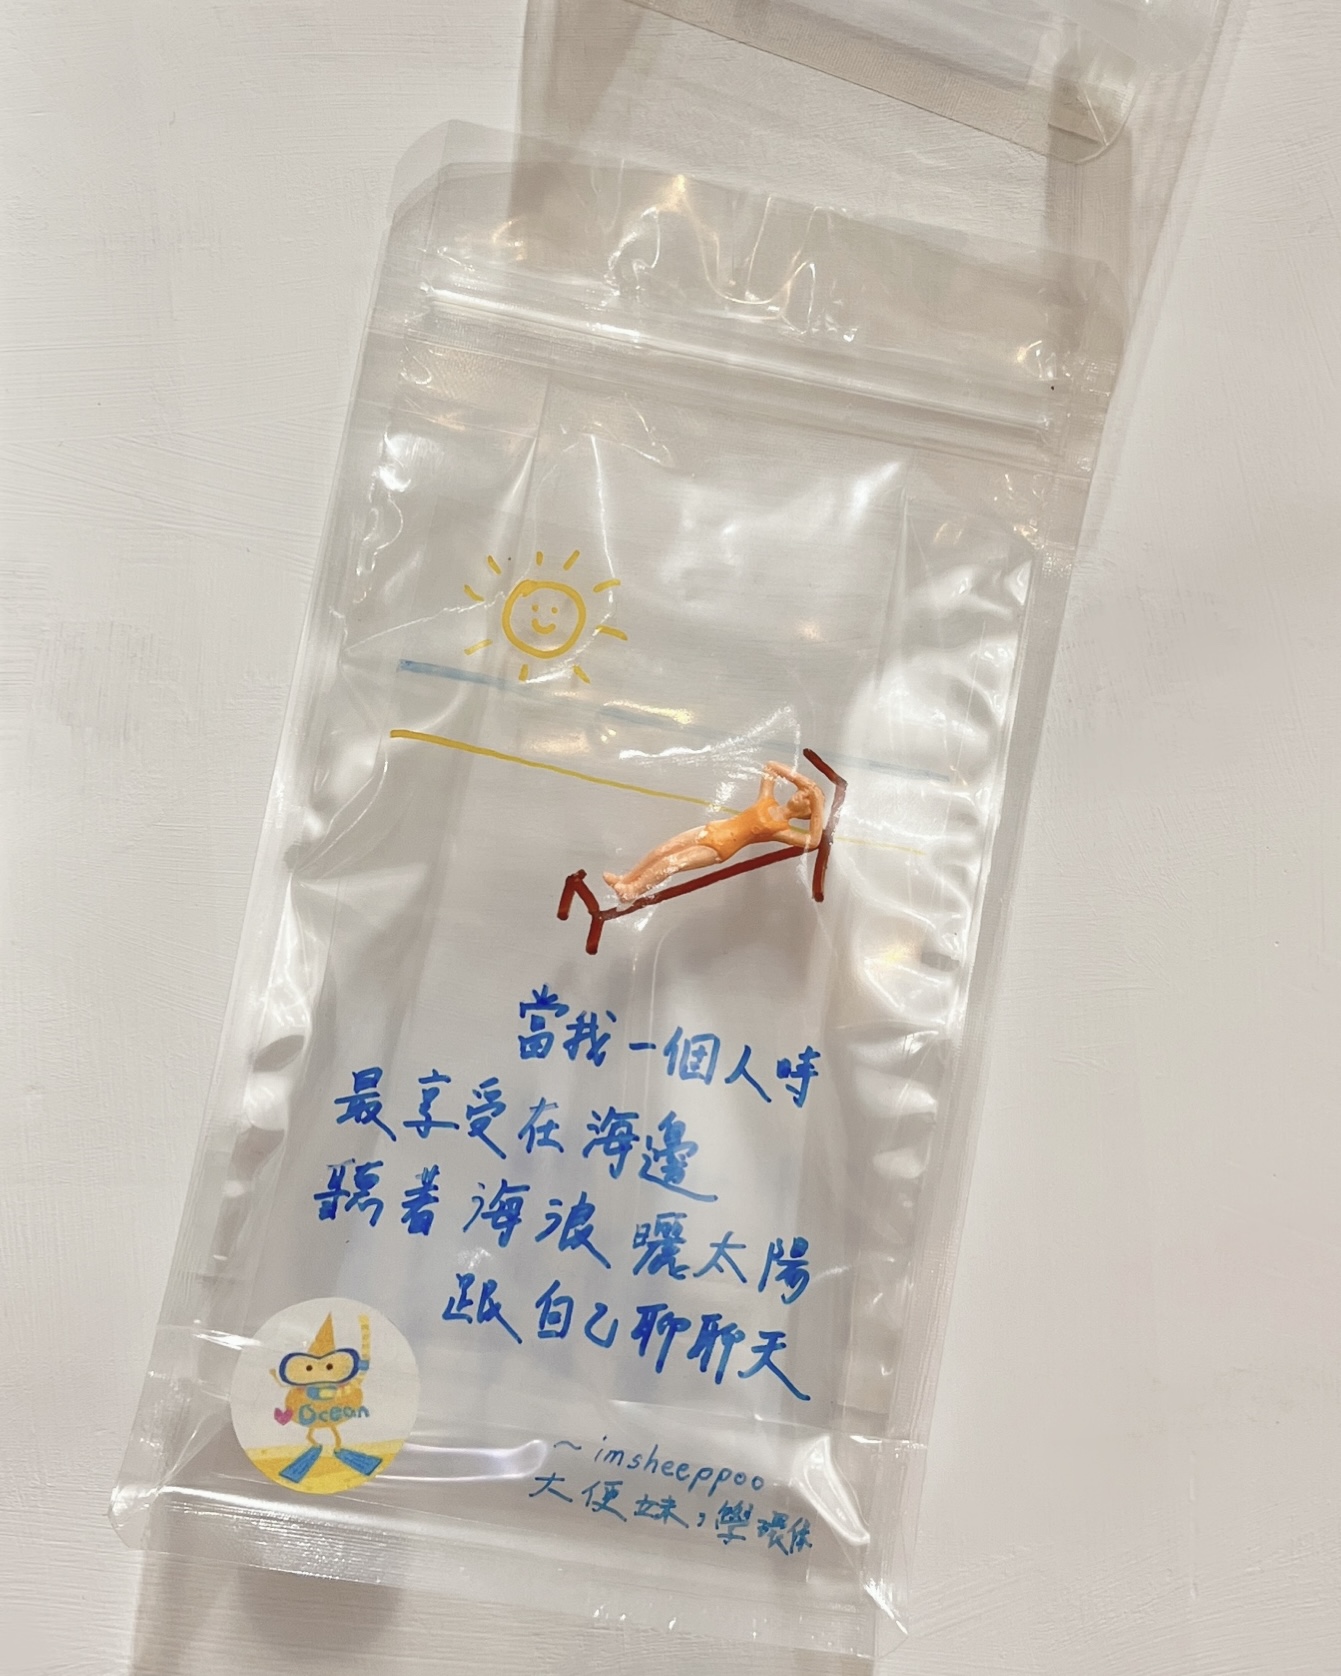 當我一個人時
最享受在海邊
聽著海浪曬太陽
跟自己聊聊天
Ocean
~ imsheeppoo
大便妹,學環保